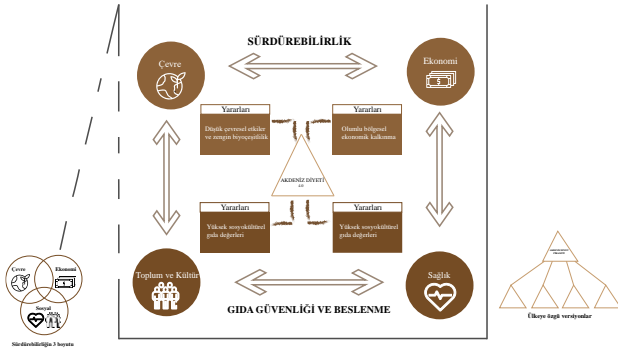 SÜRDÜREBİLİRLİK
Çevre
Ekonomi
Yararları
Düşük çevresel etkiler
ve zengin biyoçeşitlilik
Yararları
Olumlu bölgesel
ekonomik kalkınma
AKDENİZ DİYETİ
Yararları
Yüksek sosyokültürel
gıda değerleri
Yararları
Yüksek sosyokültürel
gıda değerleri
Toplum ve Kültür
Sağlık
GIDA GÜVENLİĞİ VE BESLENME
Çevre
Ekonomi
Sosyal
Sürdürebilirliğin 3 boyutu
Ülkeye özgü versiyonlar